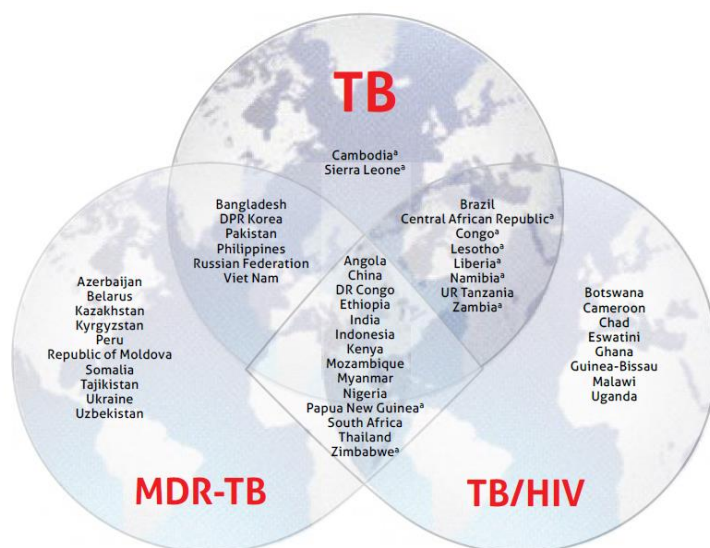 TB
Cambodiaᵃ
Sierra Leoneᵃ
Bangladesh
DPR Korea
Pakistan
Philippines
Russian Federation
Viet Nam
Brazil
Central African Republicᵃ
Congoᵃ
Lesothoᵃ
Liberiaᵃ
Namibiaᵃ
UR Tanzania
Zambiaᵃ
Angola
China
DR Congo
Ethiopia
India
Indonesia
Kenya
Mozambique
Myanmar
Nigeria
Papua New Guineaᵃ
South Africa
Thailand
Zimbabweᵃ
Azerbaijan
Belarus
Kazakhstan
Kyrgyzstan
Peru
Republic of Moldova
Somalia
Tajikistan
Ukraine
Uzbekistan
Botswana
Cameroon
Chad
Eswatini
Ghana
Guinea-Bissau
Malawi
Uganda
MDR-TB
TB/HIV